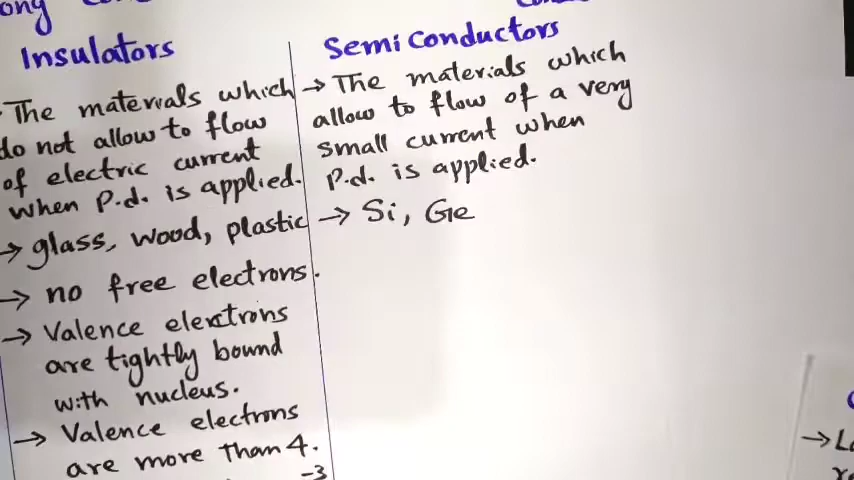 ong
Insulators
The materials which
do not allow to flow
of electric current
when P.d. is applied.
→ glass, wood, plastic
→ no free electrons.
→ Valence electrons
are tightly bound
with nucleus.
→ Valence electrons
are more than 4.
-3
Semi conductors
→ The materials which
allow to flow of a very
small current when
P.d. is applied.
→ Si, Ge